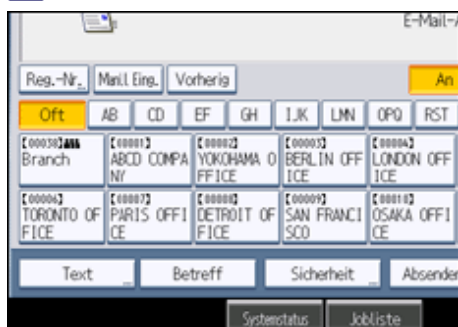 E-Mail-A
Reg.-Nr. Man.l Eing. Vorherig An
Oft AB CD EF GH IJK LMN OPQ RST
【00038】 【00001】 【00002】 【00003】 【00004】
Branch ABCD COMPA YOKOHAMA O BERLIN OFF LONDON OFF
NY FFICE ICE ICE
【00006】 【00007】 【00008】 【00009】 【00010】
TORONTO OF PARIS OFFI DETROIT OF SAN FRANCI OSAKA OFFI
FICE CE FICE SCO CE
Text Betreff Sicherheit Absender
Systemstatus Jobliste